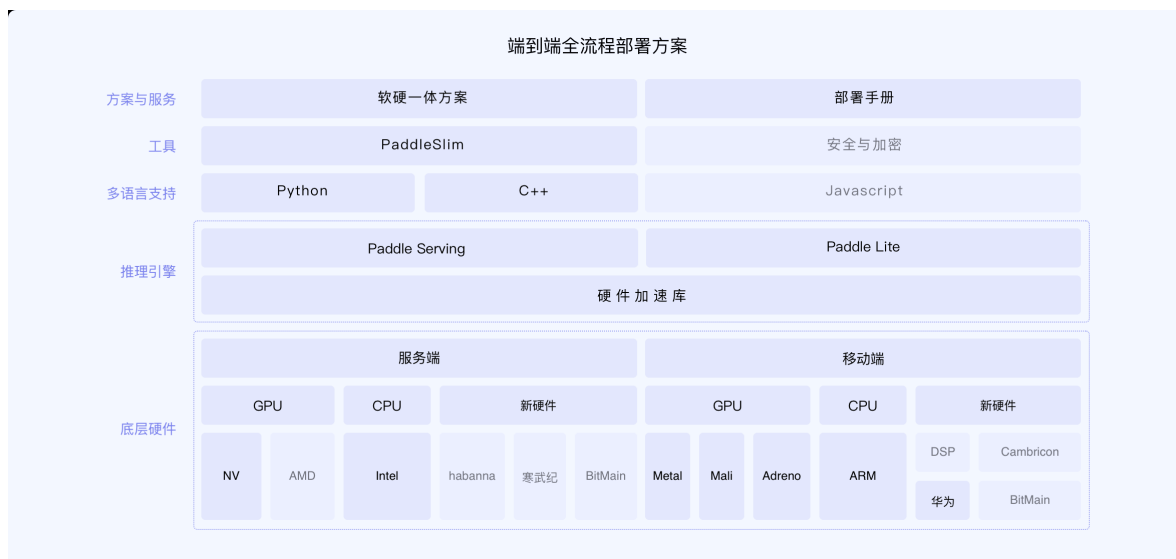 端到端全流程部署方案
方案与服务
软硬一体方案
部署手册
工具
PaddleSlim
安全与加密
多语言支持
Python
C++
Javascript
推理引擎
Paddle Serving
Paddle Lite
硬件加速库
底层硬件
服务端
移动端
GPU
CPU
新硬件
GPU
CPU
新硬件
NV
AMD
Intel
habanna
寒武纪
BitMain
Metal
Mali
Adreno
ARM
DSP
Cambricon
华为
BitMain